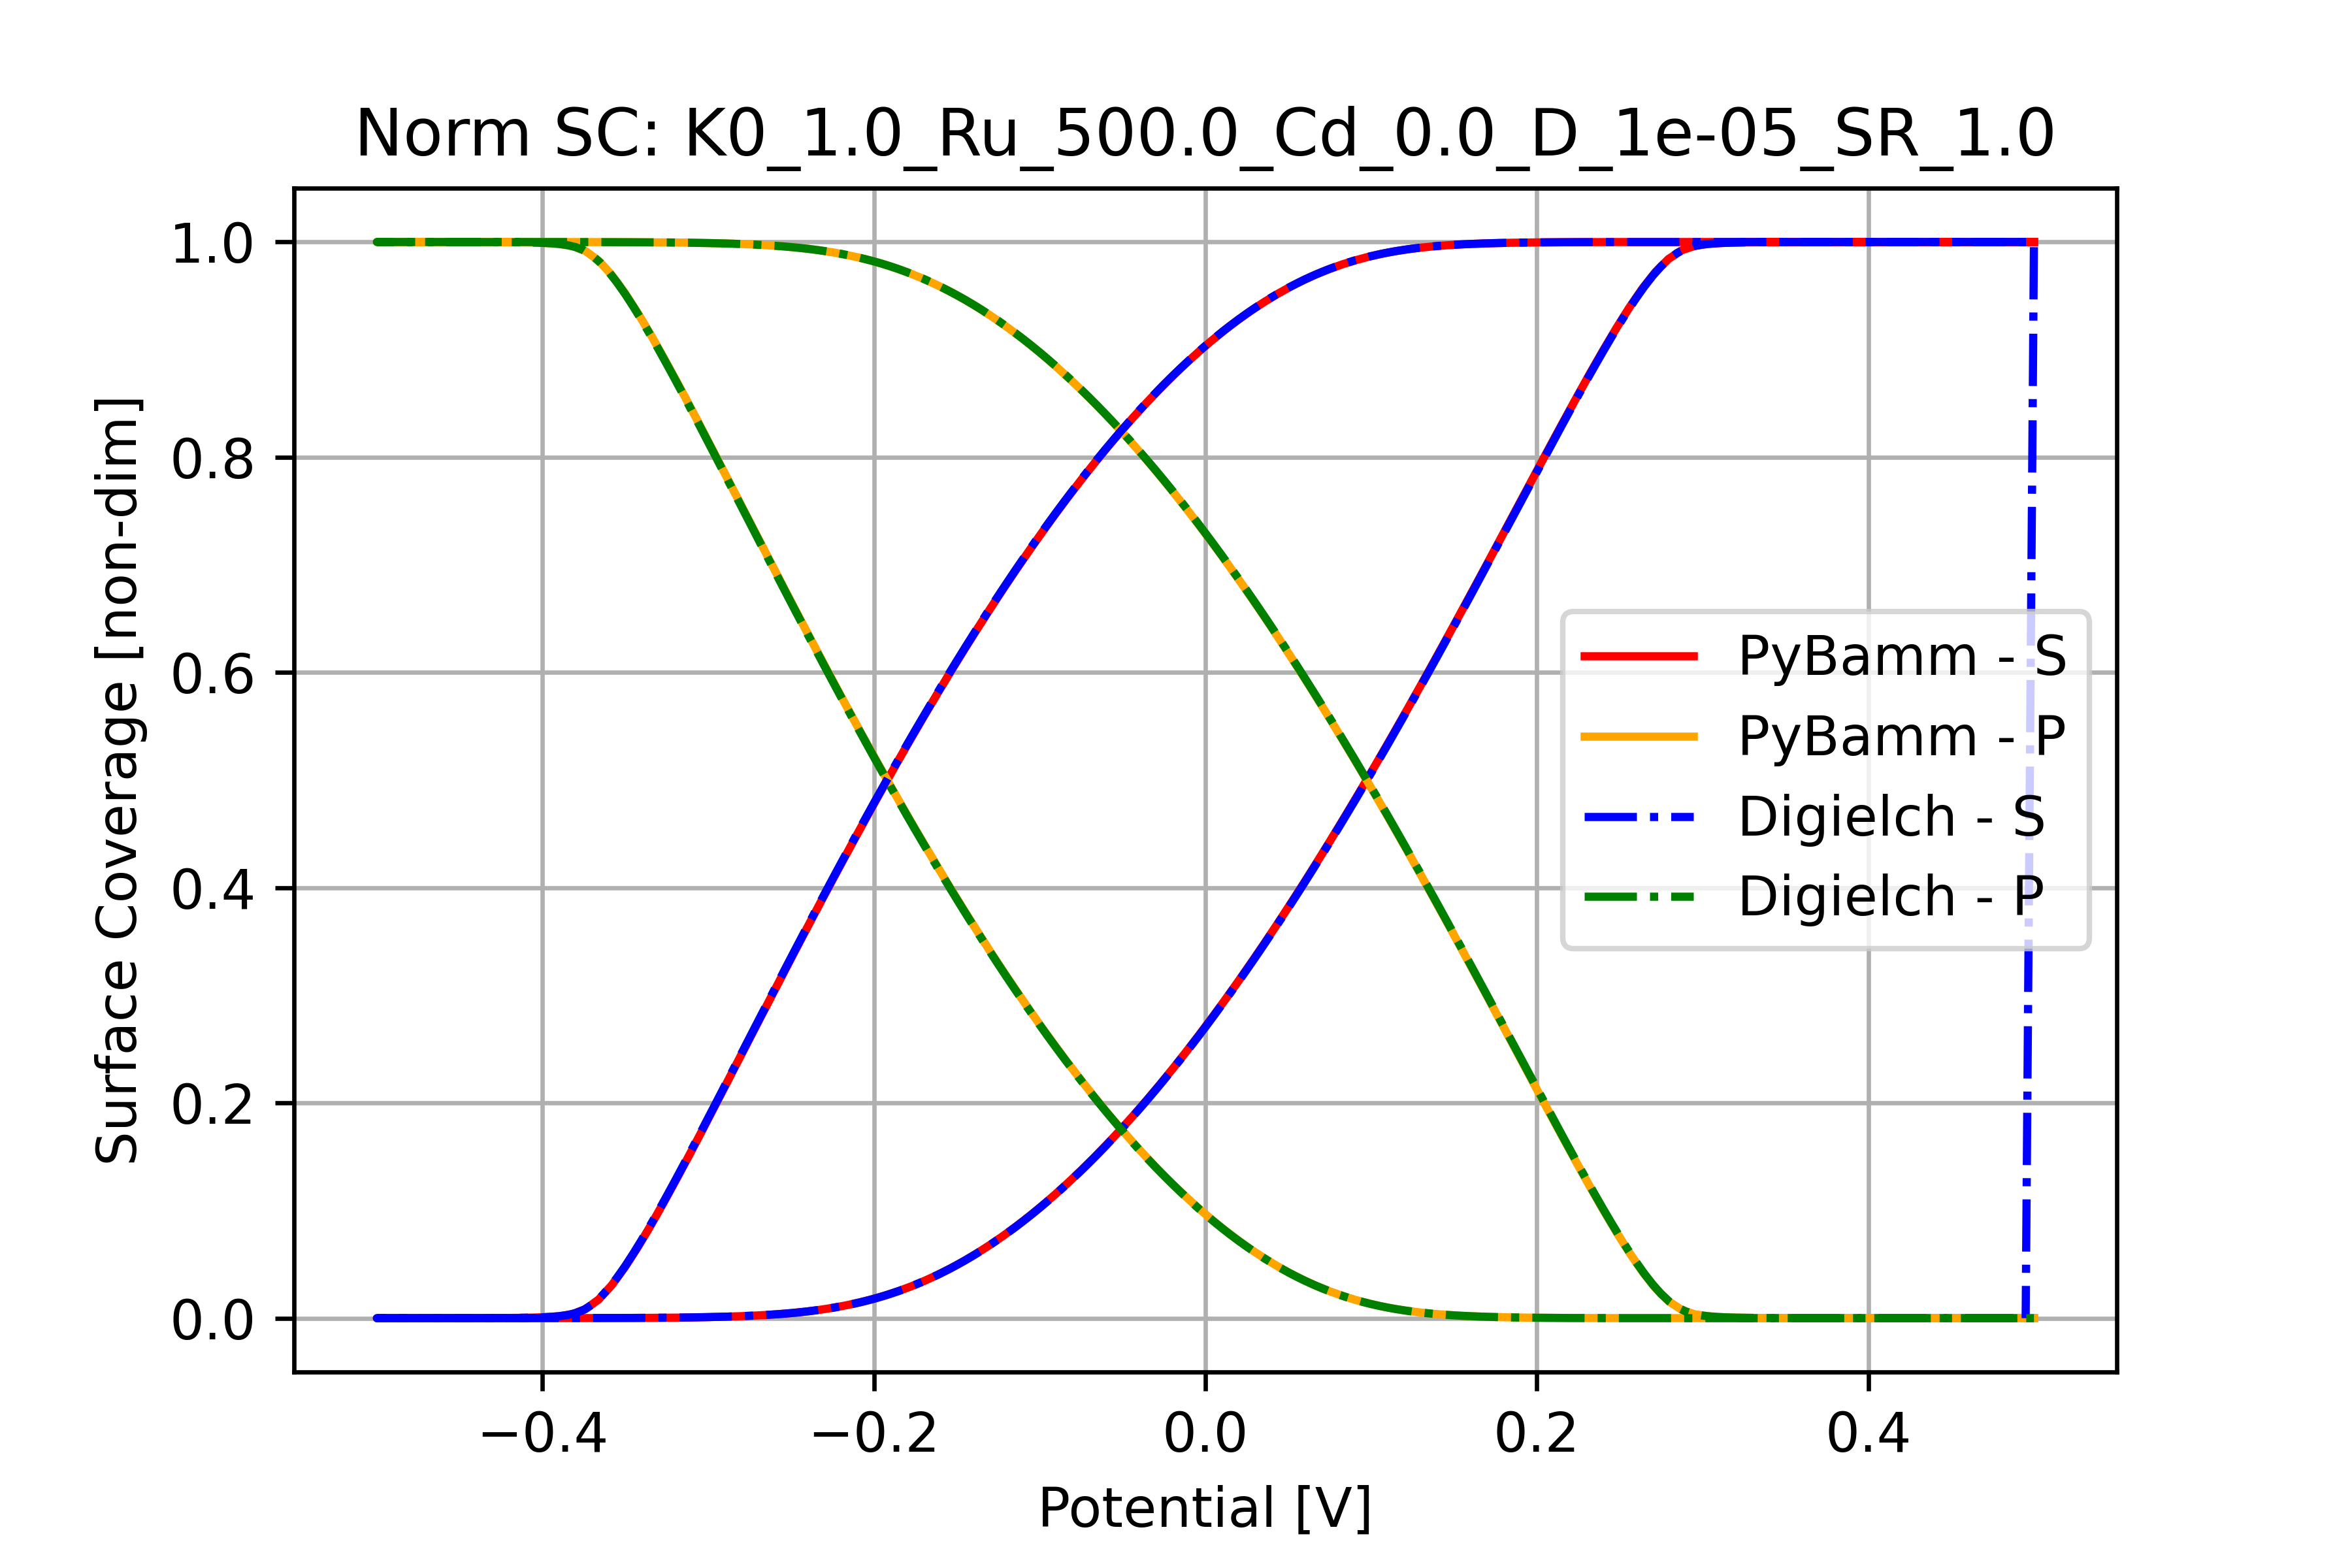 Norm SC: K0_1.0_Ru_500.0_Cd_0.0_D_1e-05_SR_1.0
Surface Coverage [non-dim]
1.0
0.8
0.6
0.4
0.2
0.0
PyBamm - S
PyBamm - P
Digielch - S
Digielch - P
−0.4
−0.2
0.0
0.2
0.4
Potential [V]